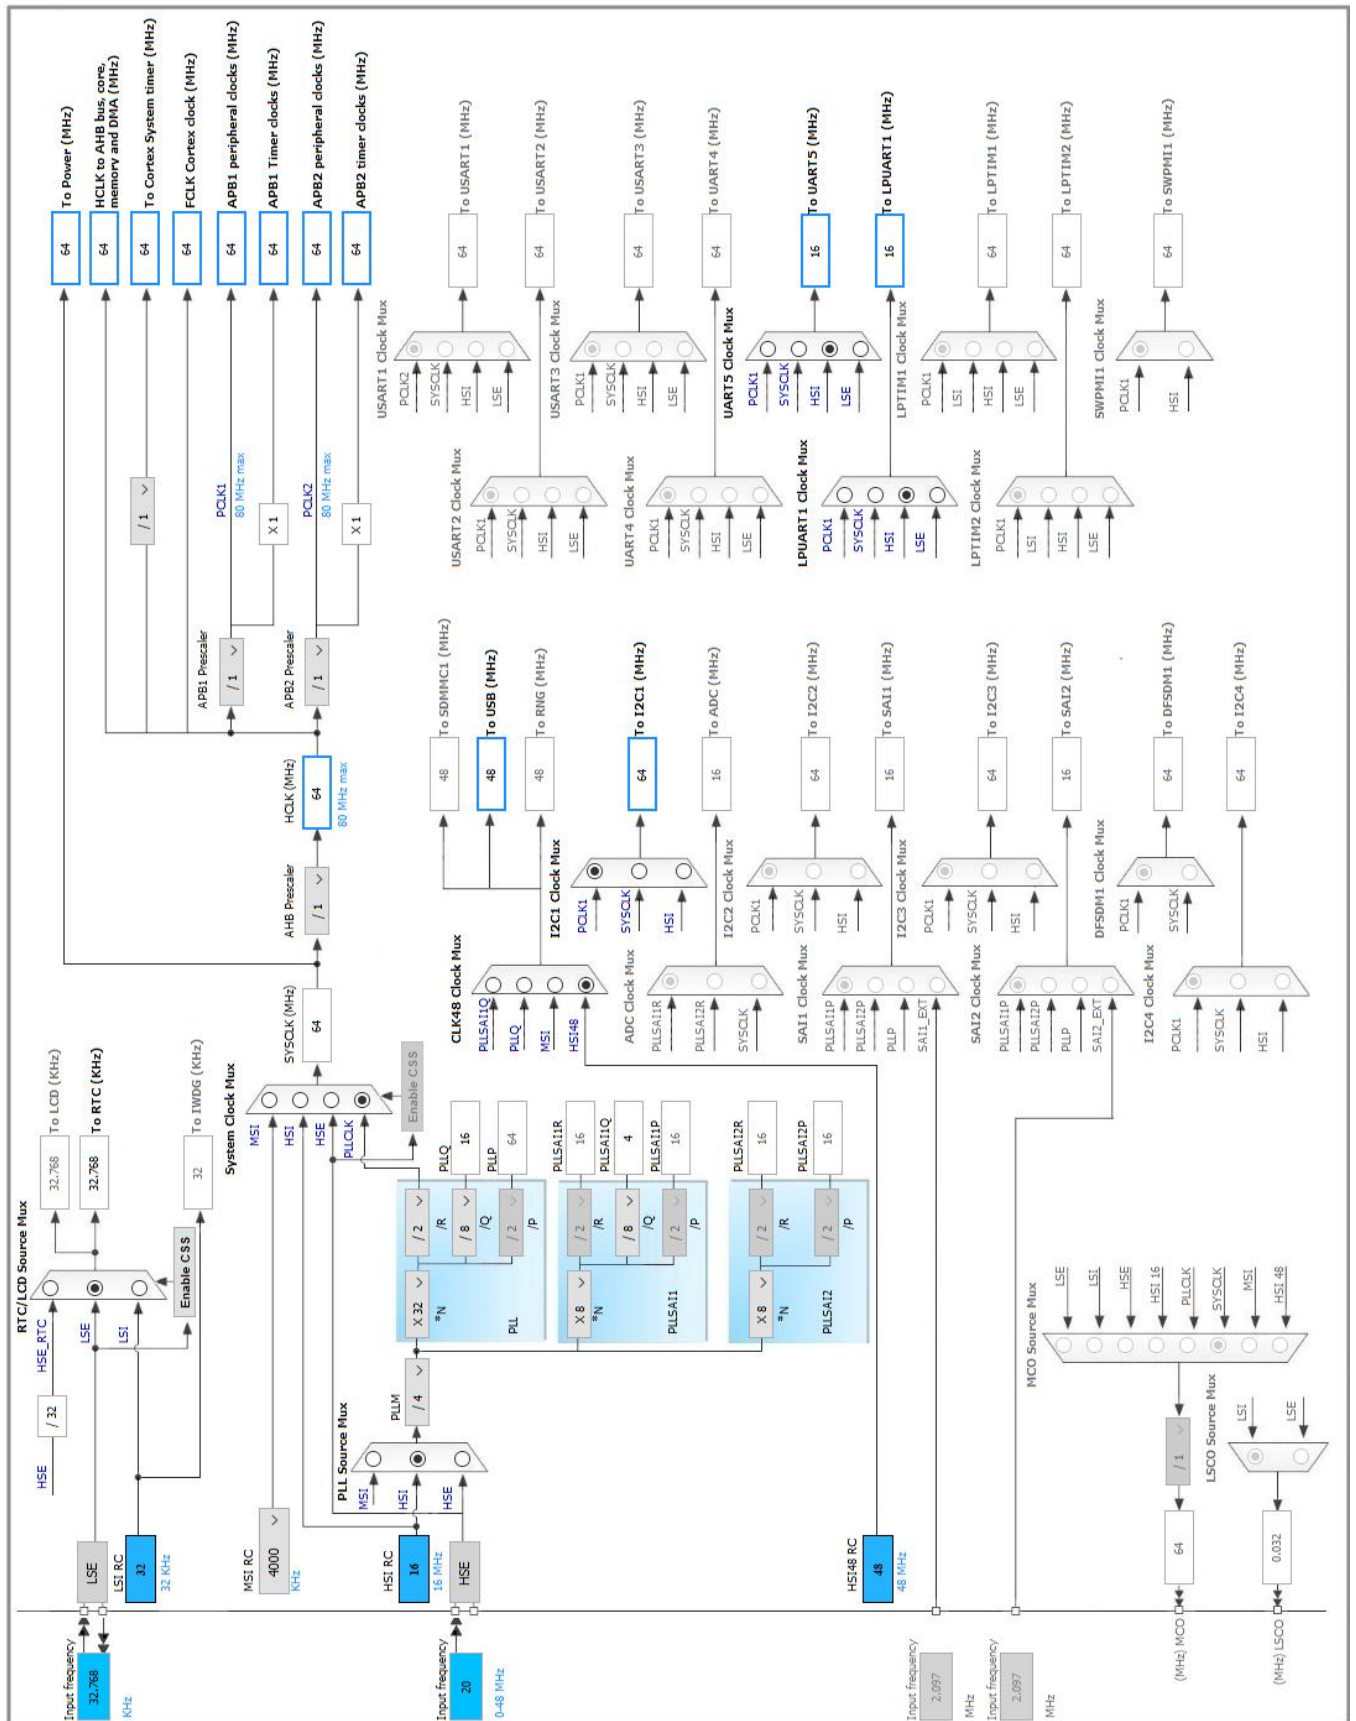 RTC/LCD Source Mux
HSE
/ 32
HSE_RTC
LSE
LSI
32.768
To LCD (KHz)
32.768
To RTC (KHz)
Enable CSS
32
To IWDG (KHz)
Input frequency
32.768
KHz
LSE
LSI RC
32
32 KHz
MSI RC
4000
KHz
HSI RC
16
16 MHz
Input frequency
20
0-48 MHz
HSE
PLL Source Mux
MSI
HSI
HSE
PLLM
/ 4
X 32
*N
PLL
/ 2
/R
/ 8
/Q
/ 2
/P
PLLQ
16
PLLP
64
X 8
*N
PLLSAI1
/ 2
/R
/ 8
/Q
/ 2
/P
PLLSAI1R
16
PLLSAI1Q
4
PLLSAI1P
16
X 8
*N
PLLSAI2
/ 2
/R
/ 2
/P
PLLSAI2R
16
PLLSAI2P
16
System Clock Mux
MSI
HSI
HSE
PLLCLK
Enable CSS
SYSCLK (MHz)
64
AHB Prescaler
/ 1
HCLK (MHz)
64
80 MHz max
APB1 Prescaler
/ 1
PCLK1
80 MHz max
X 1
APB2 Prescaler
/ 1
PCLK2
80 MHz max
X 1
/ 1
64
To Power (MHz)
64
HCLK to AHB bus, core,
memory and DMA (MHz)
64
To Cortex System timer (MHz)
64
FCLK Cortex clock (MHz)
64
APB1 peripheral clocks (MHz)
64
APB1 Timer clocks (MHz)
64
APB2 peripheral clocks (MHz)
64
APB2 timer clocks (MHz)
HSI48 RC
48
48 MHz
CLK48 Clock Mux
PLLSAI1Q
PLLQ
MSI
HSI48
48
To SDMMC1 (MHz)
48
To USB (MHz)
48
To RNG (MHz)
I2C1 Clock Mux
PCLK1
SYSCLK
HSI
64
To I2C1 (MHz)
ADC Clock Mux
PLLSAI1R
PLLSAI2R
SYSCLK
16
To ADC (MHz)
I2C2 Clock Mux
PCLK1
SYSCLK
HSI
64
To I2C2 (MHz)
SAI1 Clock Mux
PLLSAI1P
PLLSAI2P
PLLP
SAI1_EXT
16
To SAI1 (MHz)
I2C3 Clock Mux
PCLK1
SYSCLK
HSI
64
To I2C3 (MHz)
SAI2 Clock Mux
PLLSAI1P
PLLSAI2P
PLLP
SAI2_EXT
16
To SAI2 (MHz)
DFSDM1 Clock Mux
PCLK1
SYSCLK
64
To DFSDM1 (MHz)
I2C4 Clock Mux
PCLK1
SYSCLK
HSI
64
To I2C4 (MHz)
USART1 Clock Mux
PCLK2
SYSCLK
HSI
LSE
64
To USART1 (MHz)
USART2 Clock Mux
PCLK1
SYSCLK
HSI
LSE
64
To USART2 (MHz)
USART3 Clock Mux
PCLK1
SYSCLK
HSI
LSE
64
To USART3 (MHz)
UART4 Clock Mux
PCLK1
SYSCLK
HSI
LSE
64
To UART4 (MHz)
UART5 Clock Mux
PCLK1
SYSCLK
HSI
LSE
16
To UART5 (MHz)
LPUART1 Clock Mux
PCLK1
SYSCLK
HSI
LSE
16
To LPUART1 (MHz)
LPTIM1 Clock Mux
PCLK1
LSI
HSI
LSE
64
To LPTIM1 (MHz)
LPTIM2 Clock Mux
PCLK1
LSI
HSI
LSE
64
To LPTIM2 (MHz)
SWPMI1 Clock Mux
PCLK1
HSI
64
To SWPMI1 (MHz)
Input frequency
2.097
MHz
Input frequency
2.097
MHz
MCO Source Mux
LSE
LSI
HSE
HSI 16
PLLCLK
SYSCLK
MSI
HSI 48
/ 1
64
(MHz) MCO
LSCO Source Mux
LSI
LSE
0.032
(MHz) LSCO